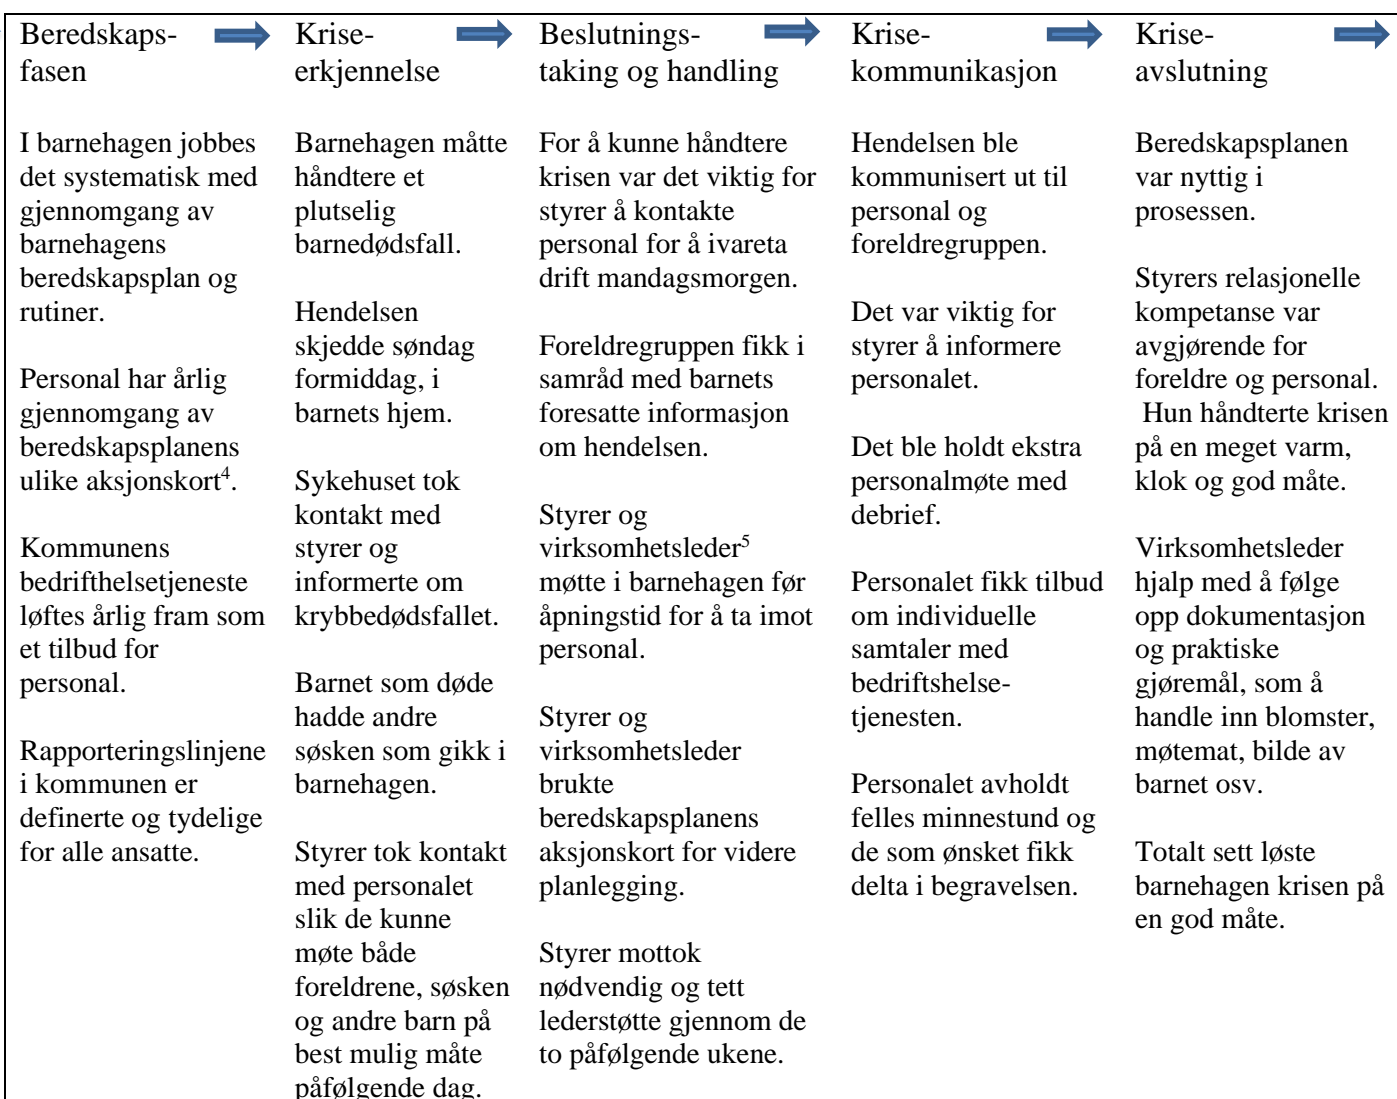 Beredskaps-
fasen
I barnehagen jobbes
det systematisk med
gjennomgang av
barnehagens
beredskapsplan og
rutiner.
Personal har årlig
gjennomgang av
beredskapsplanens
ulike aksjonskort4.
Kommunens
bedrifthelsetjeneste
løftes årlig fram som
et tilbud for
personal.
Rapporteringslinjene
i kommunen er
definerte og tydelige
for alle ansatte.
Krise-
erkjennelse
Barnehagen måtte
håndtere et
plutselig
barnedødsfall.
Hendelsen
skjedde søndag
formiddag, i
barnets hjem.
Sykehuset tok
kontakt med
styrer og
informerte om
krybbedødsfallet.
Barnet som døde
hadde andre
søsken som gikk i
barnehagen.
Styrer tok kontakt
med personalet
slik de kunne
møte både
foreldrene, søsken
og andre barn på
best mulig måte
påfølgende dag.
Beslutnings-
taking og handling
For å kunne håndtere
krisen var det viktig for
styrer å kontakte
personal for å ivareta
drift mandagsmorgen.
Foreldregruppen fikk i
samråd med barnets
foresatte informasjon
om hendelsen.
Styrer og
virksomhetsleder5
møtte i barnehagen før
åpningstid for å ta imot
personal.
Styrer og
virksomhetsleder
brukte
beredskapsplanens
aksjonskort for videre
planlegging.
Styrer mottok
nødvendig og tett
lederstøtte gjennom de
to påfølgende ukene.
Krise-
kommunikasjon
Hendelsen ble
kommunisert ut til
personal og
foreldregruppen.
Det var viktig for
styrer å informere
personalet.
Det ble holdt ekstra
personalmøte med
debrief.
Personalet fikk tilbud
om individuelle
samtaler med
bedriftshelse-
tjenesten.
Personalet avholdt
felles minnestund og
de som ønsket fikk
delta i begravelsen.
Krise-
avslutning
Beredskapsplanen
var nyttig i
prosessen.
Styrers relasjonelle
kompetanse var
avgjørende for
foreldre og personal.
Hun håndterte krisen
på en meget varm,
klok og god måte.
Virksomhetsleder
hjalp med å følge
opp dokumentasjon
og praktiske
gjøremål, som å
handle inn blomster,
møtemat, bilde av
barnet osv.
Totalt sett løste
barnehagen krisen på
en god måte.